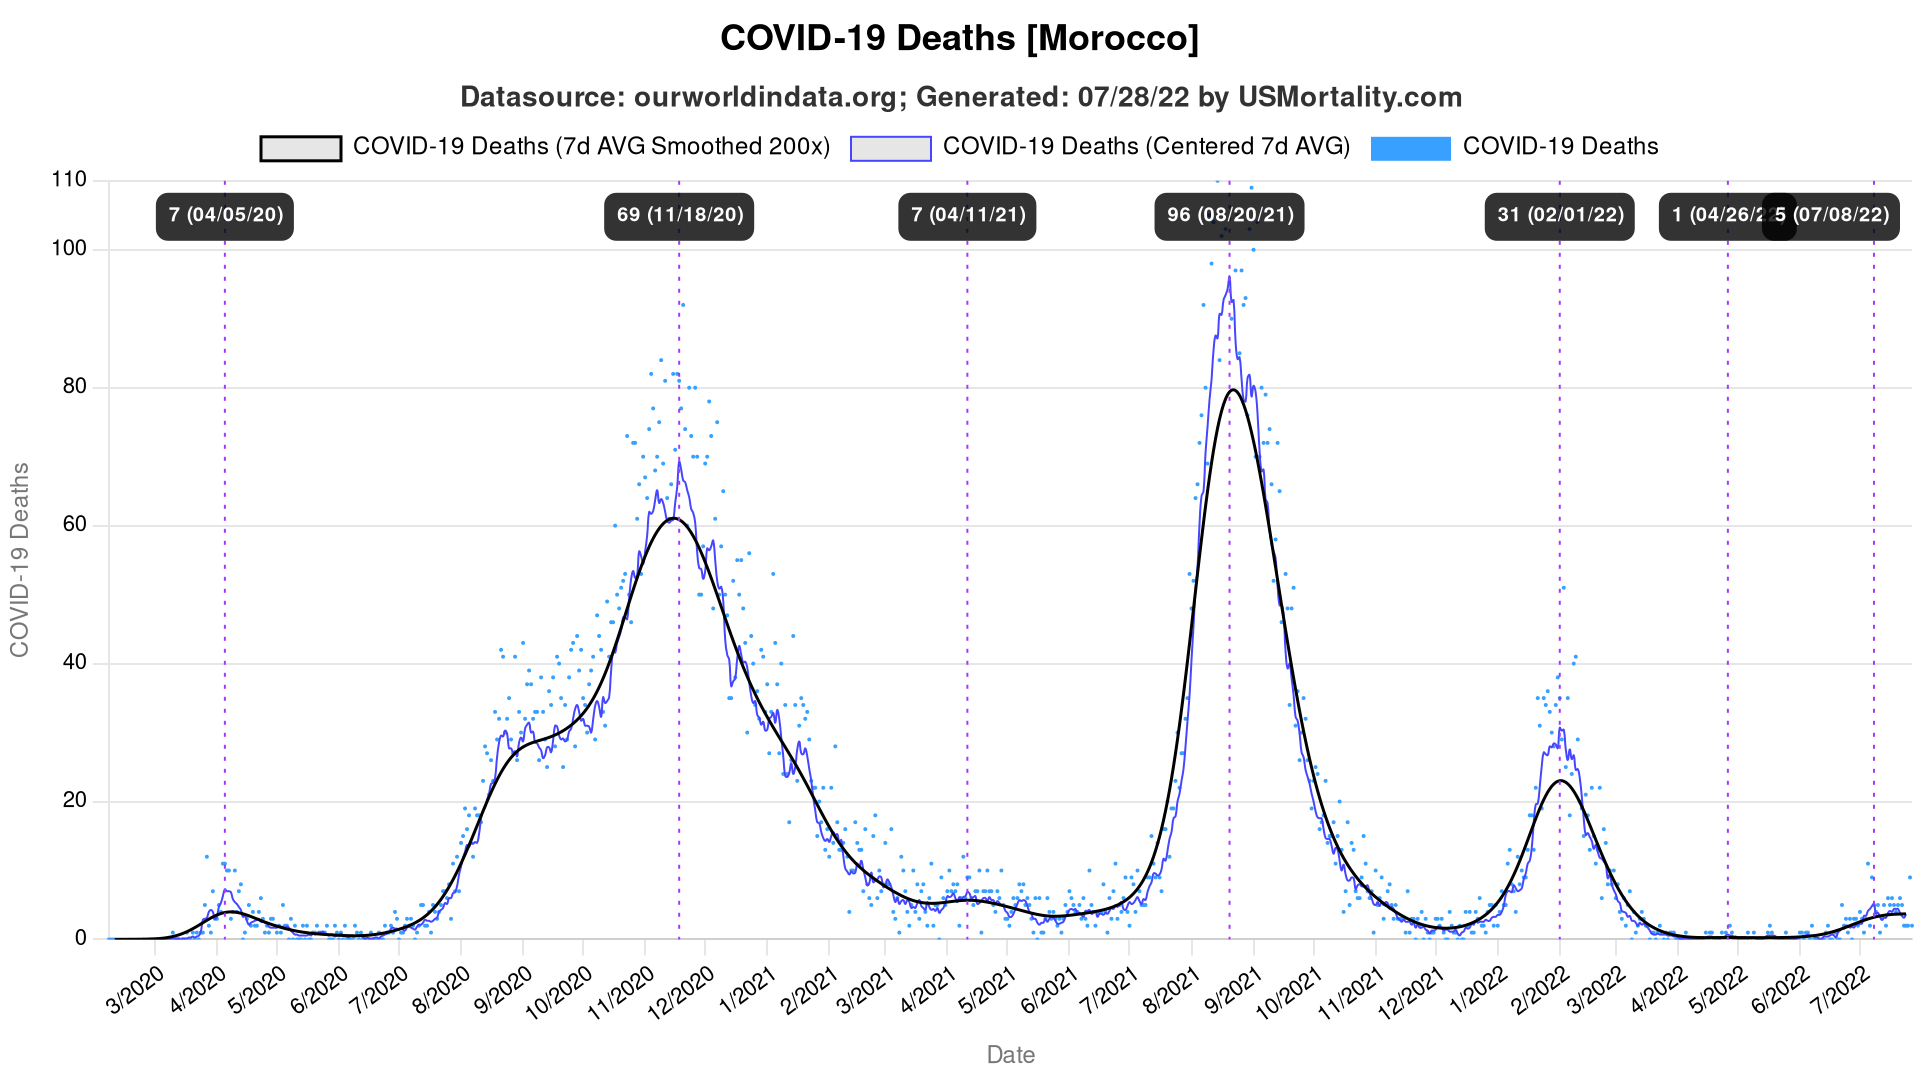 COVID-19 Deaths [Morocco]
Datasource: ourworldindata.org; Generated: 07/28/22 by USMortality.com
COVID-19 Deaths (7d AVG Smoothed 200x) COVID-19 Deaths (Centered 7d AVG) COVID-19 Deaths
110
7 (04/05/20) 69 (11/18/20) 7 (04/11/21) 96 (08/20/21) 31 (02/01/22) 1 (04/26/22) 5 (07/08/22)
100
80
60
40
20
0
COVID-19 Deaths
3/2020 4/2020 5/2020 6/2020 7/2020 8/2020 9/2020 10/2020 11/2020 12/2020 1/2021 2/2021 3/2021 4/2021 5/2021 6/2021 7/2021 8/2021 9/2021 10/2021 11/2021 12/2021 1/2022 2/2022 3/2022 4/2022 5/2022 6/2022 7/2022
Date